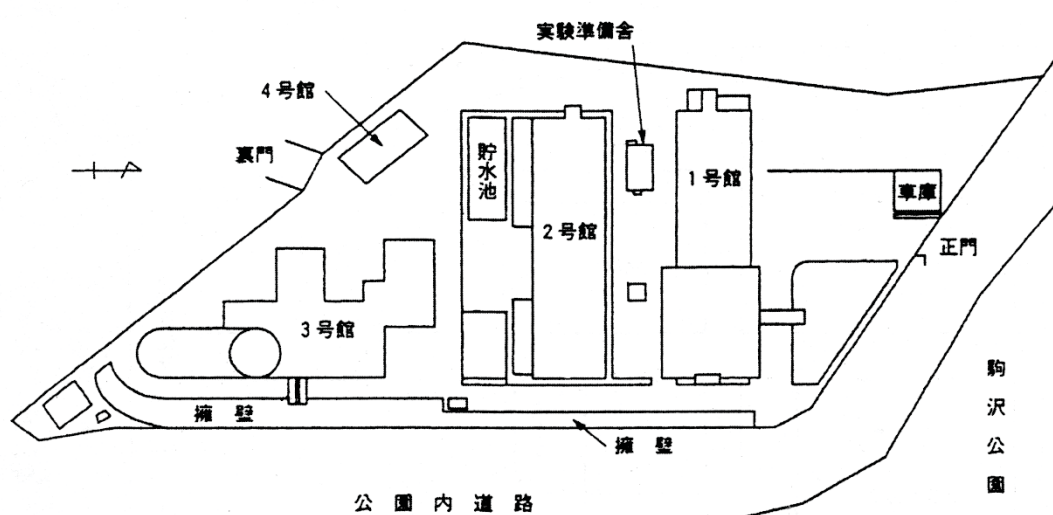 実験準備舎
4号館
裏門
貯水池
1号館
車庫
2号館
正門
3号館
駒沢公園
擁壁
擁壁
公園内道路